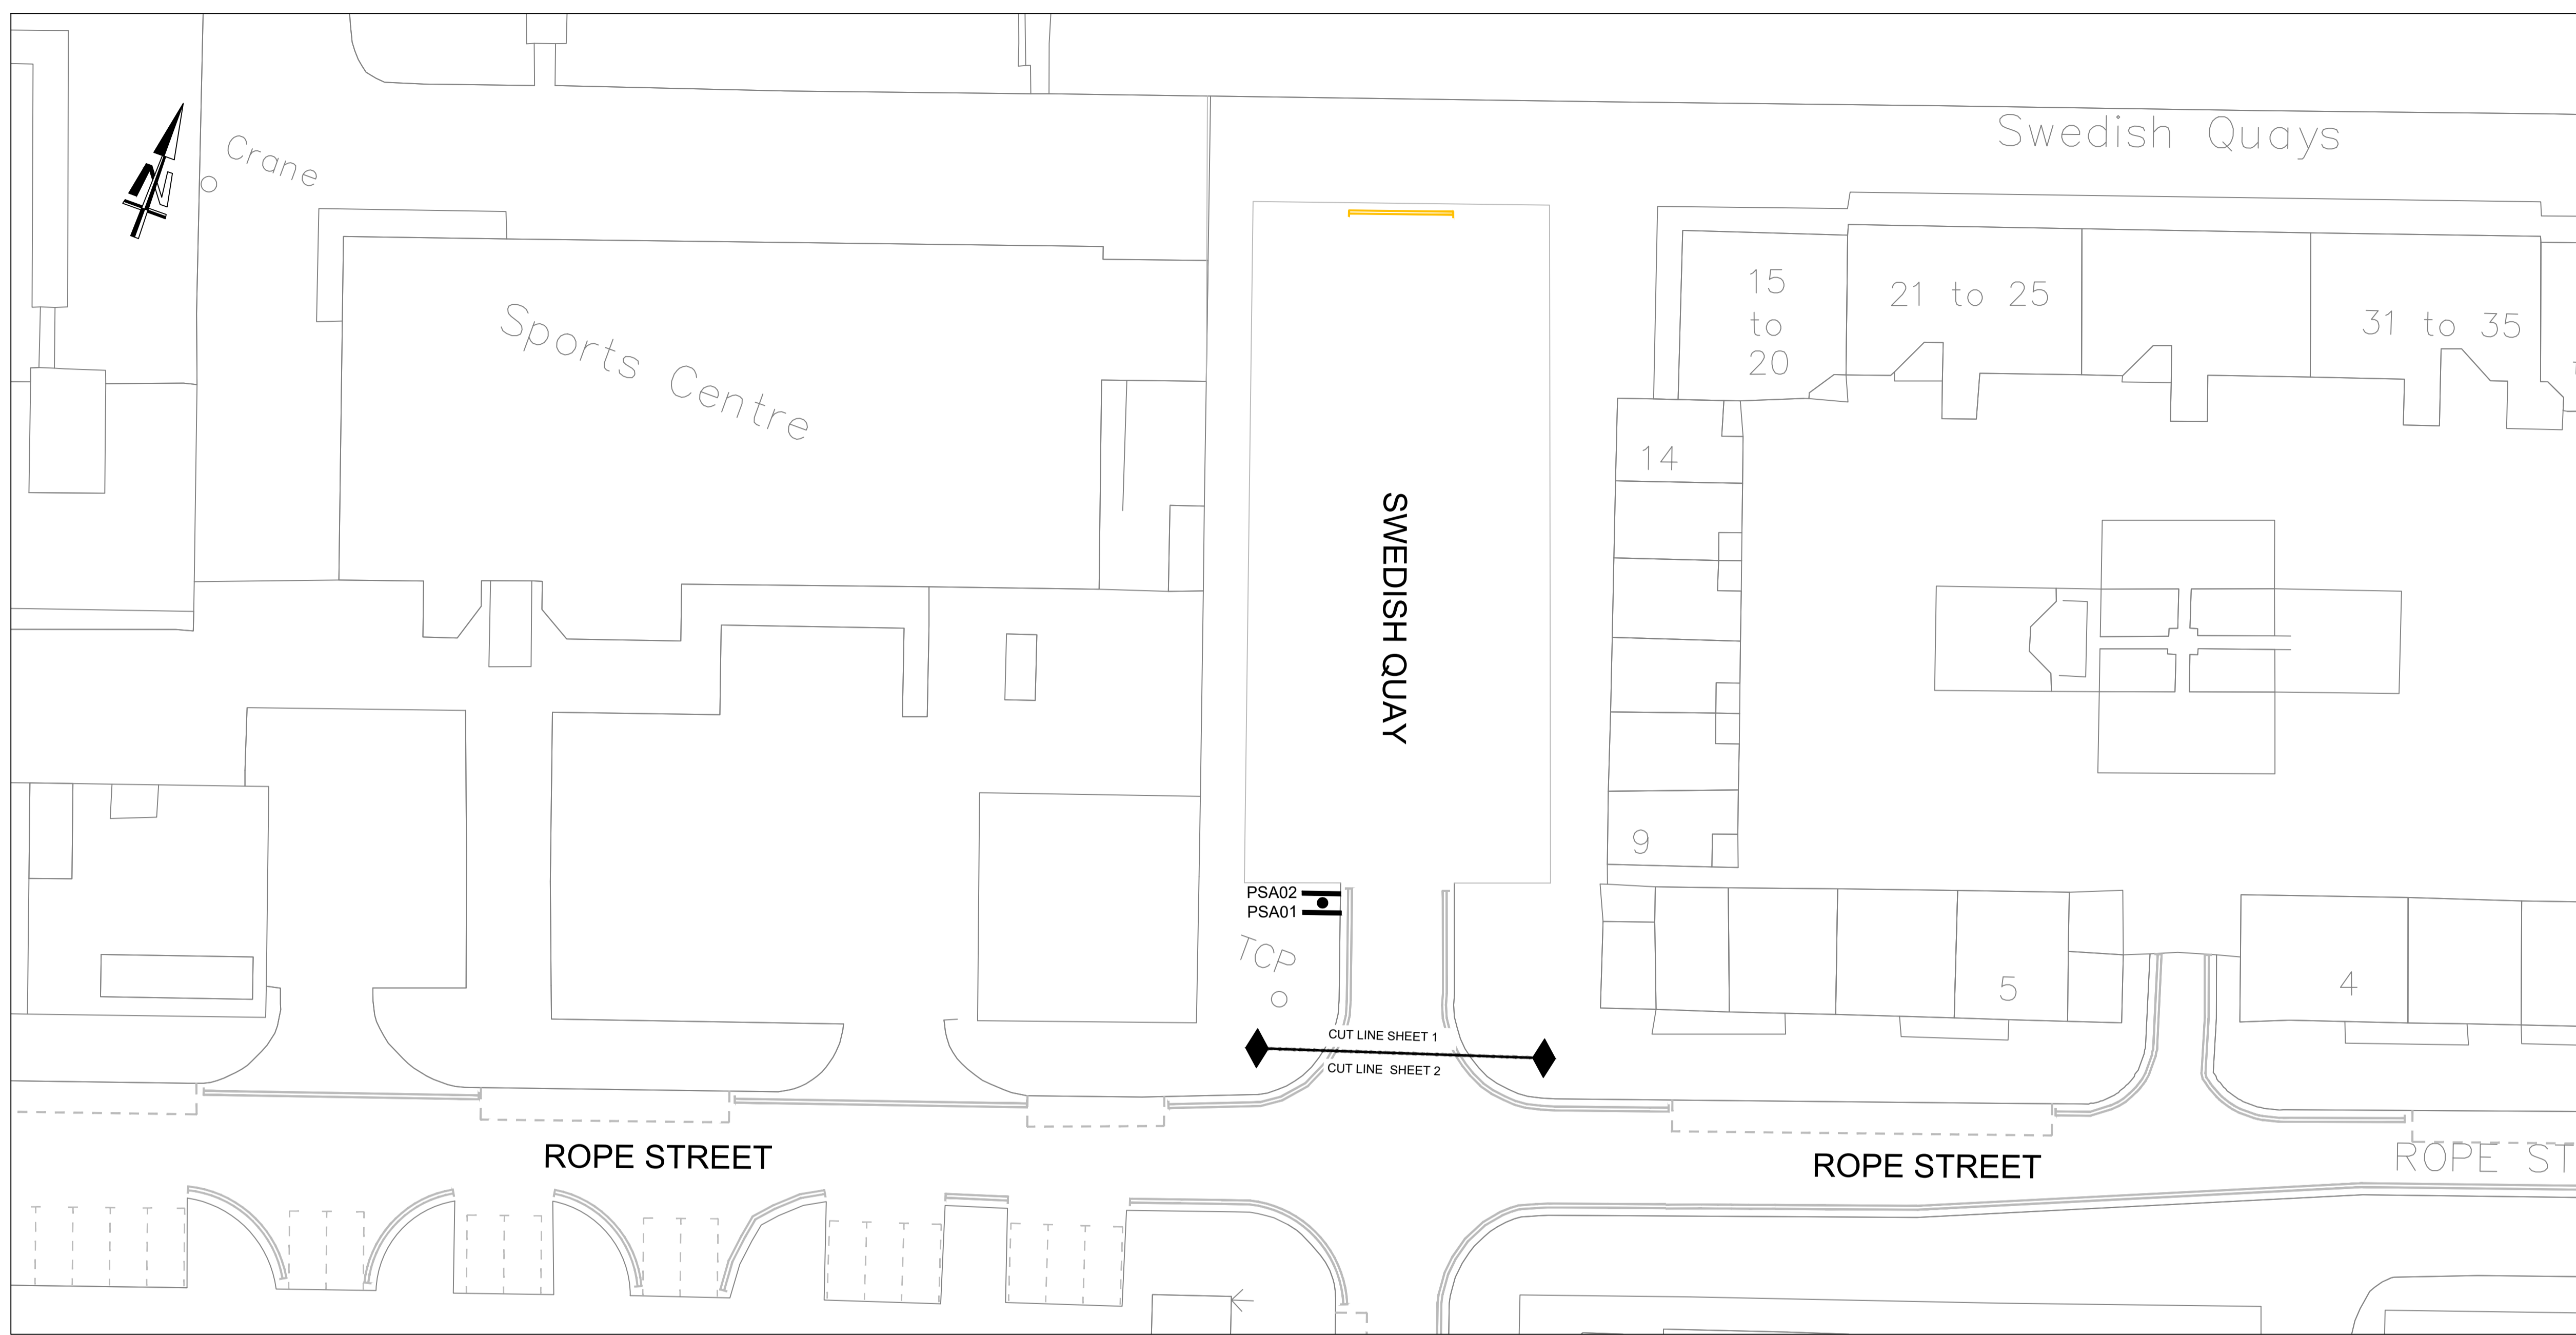 N
Crane
Swedish Quays
Sports Centre
15
to
20
21 to 25
31 to 35
14
SWEDISH QUAY
9
PSA02
PSA01
TCP
5
4
CUT LINE SHEET 1
CUT LINE SHEET 2
ROPE STREET
ROPE STREET
ROPE ST